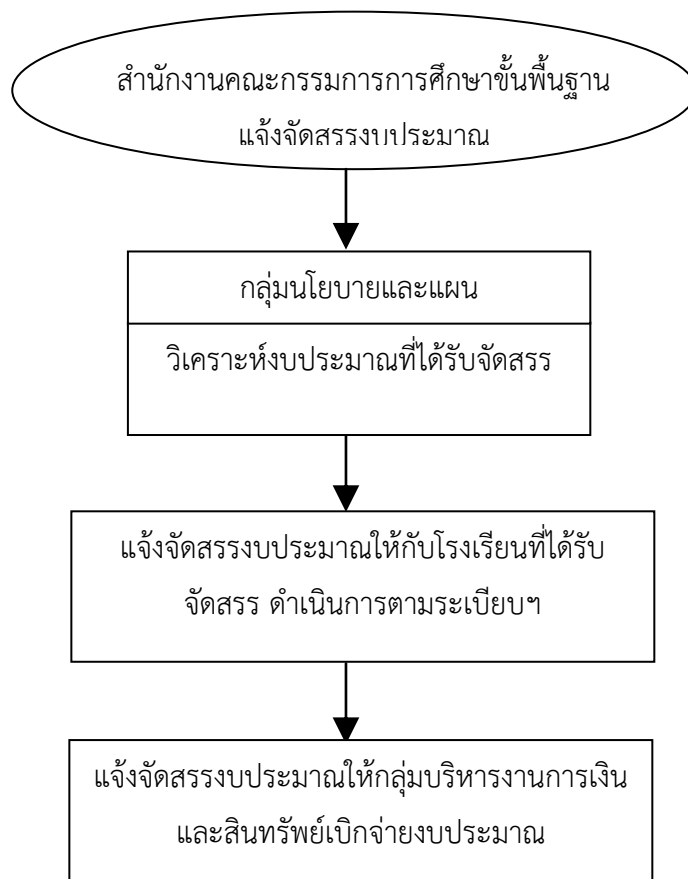 สำนักงานคณะกรรมการการศึกษาขั้นพื้นฐาน
แจ้งจัดสรรงบประมาณ
กลุ่มนโยบายและแผน
วิเคราะห์งบประมาณที่ได้รับจัดสรร
แจ้งจัดสรรงบประมาณให้กับโรงเรียนที่ได้รับ
จัดสรร ดำเนินการตามระเบียบฯ
แจ้งจัดสรรงบประมาณให้กลุ่มบริหารงานการเงิน
และสินทรัพย์เบิกจ่ายงบประมาณ